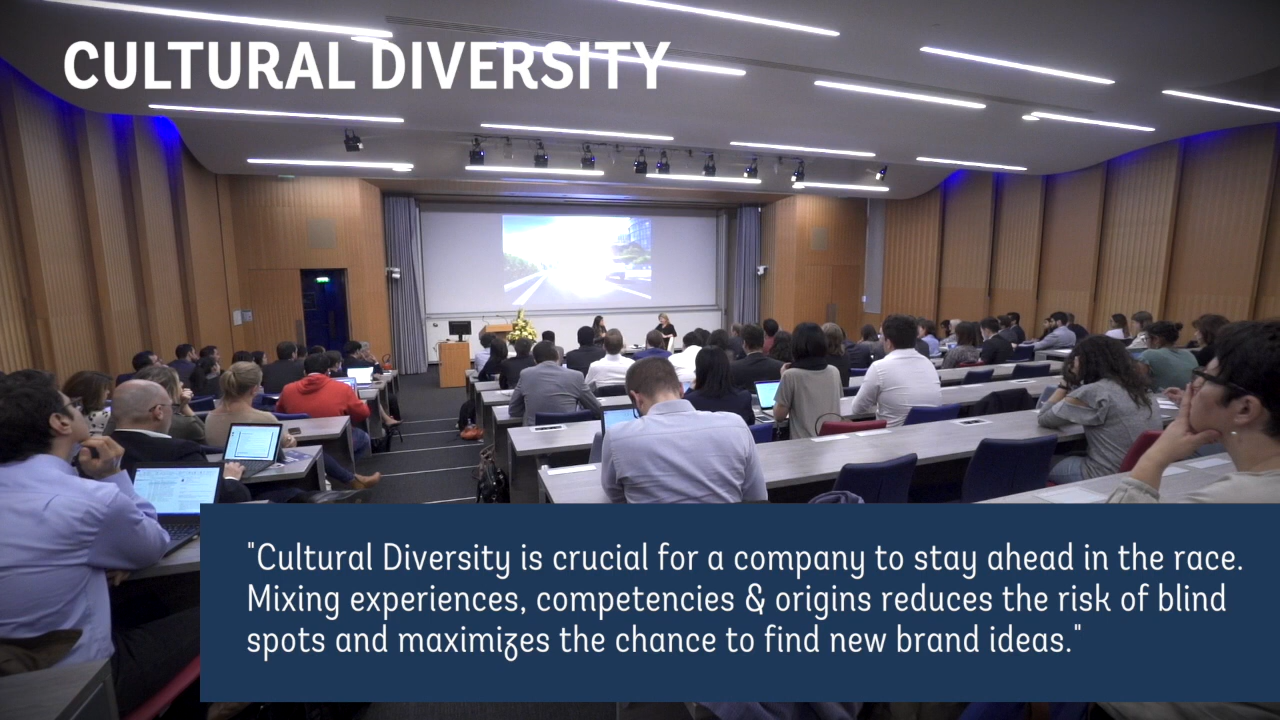 CULTURAL DIVERSITY
"Cultural Diversity is crucial for a company to stay ahead in the race.
Mixing experiences, competencies & origins reduces the risk of blind
spots and maximizes the chance to find new brand ideas."